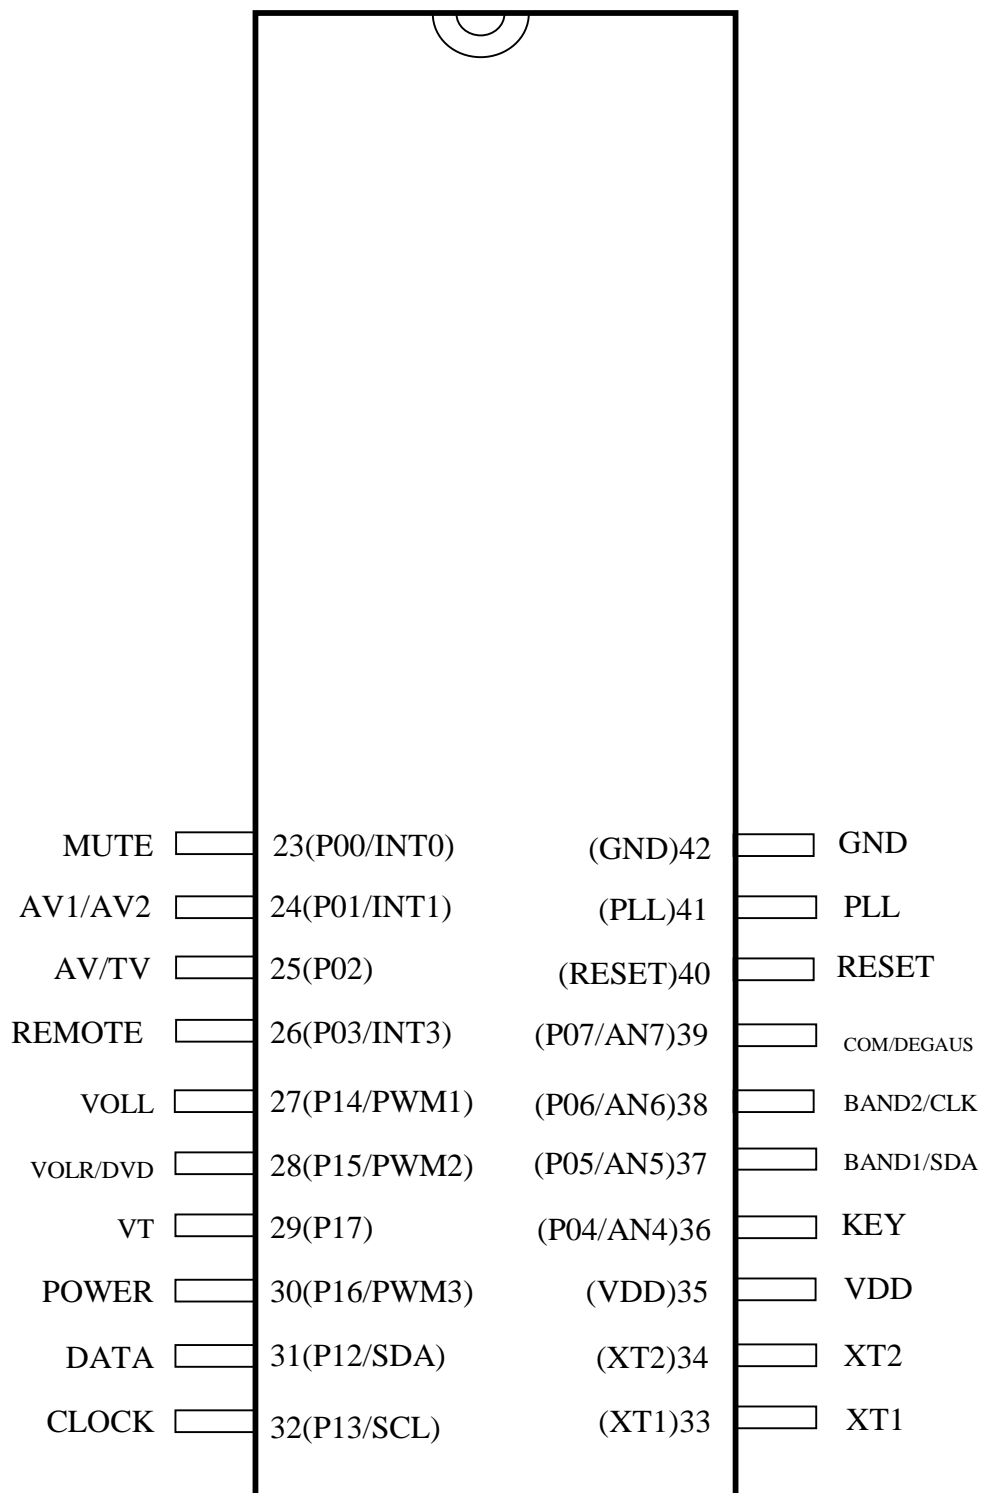 MUTE 23(P00/INT0) (GND)42 GND
AV1/AV2 24(P01/INT1) (PLL)41 PLL
AV/TV 25(P02) (RESET)40 RESET
REMOTE 26(P03/INT3) (P07/AN7)39 COM/DEGAUS
VOLL 27(P14/PWM1) (P06/AN6)38 BAND2/CLK
VOLR/DVD 28(P15/PWM2) (P05/AN5)37 BAND1/SDA
VT 29(P17) (P04/AN4)36 KEY
POWER 30(P16/PWM3) (VDD)35 VDD
DATA 31(P12/SDA) (XT2)34 XT2
CLOCK 32(P13/SCL) (XT1)33 XT1